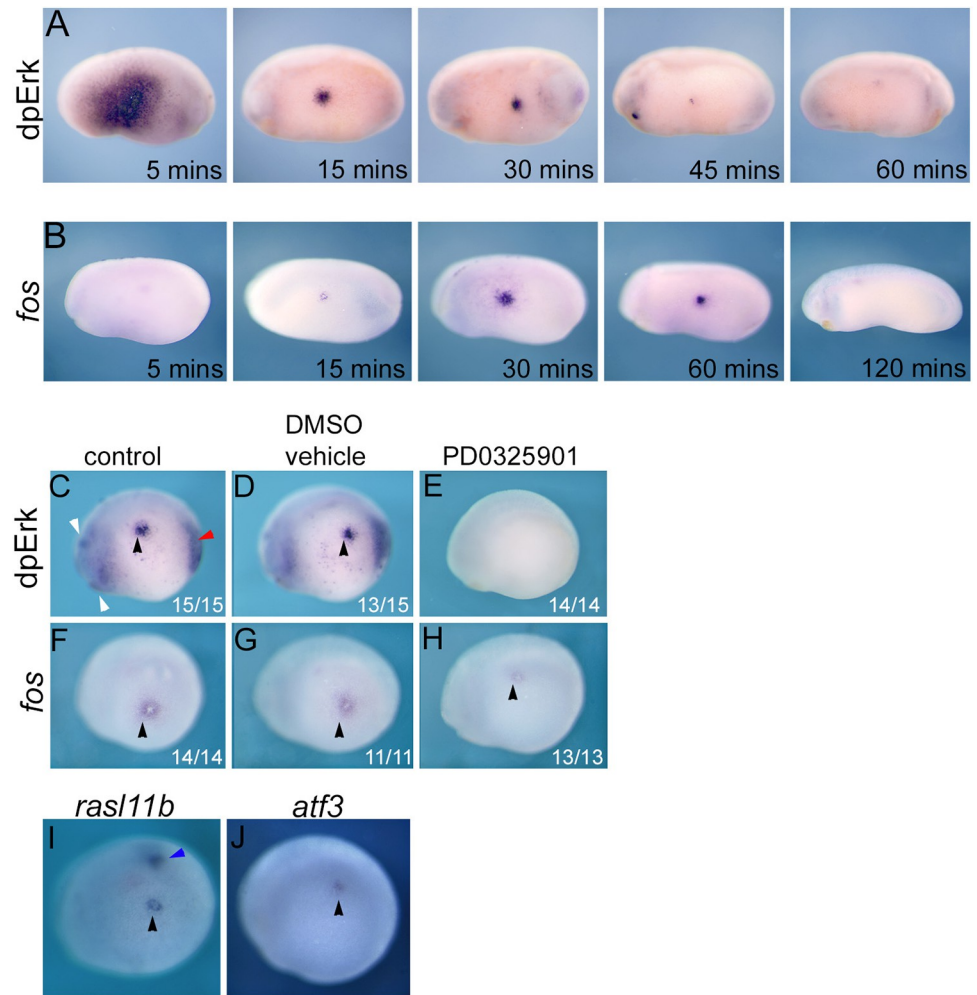 A
dpErk
5 mins
15 mins
30 mins
45 mins
60 mins
B
fos
5 mins
15 mins
30 mins
60 mins
120 mins
control
DMSO
vehicle
PD0325901
dpErk
C
15/15
D
13/15
E
14/14
fos
F
14/14
G
11/11
H
13/13
rasl11b
atf3
I
J